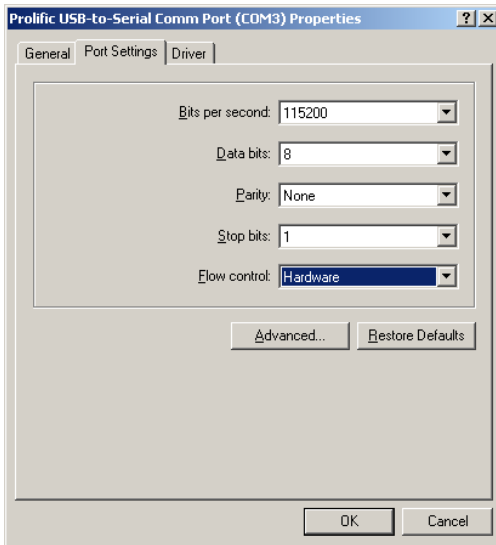 Prolific USB-to-Serial Comm Port (COM3) Properties
General Port Settings Driver
Bits per second: 115200
Data bits: 8
Parity: None
Stop bits: 1
Flow control: Hardware
Advanced... Restore Defaults
OK Cancel